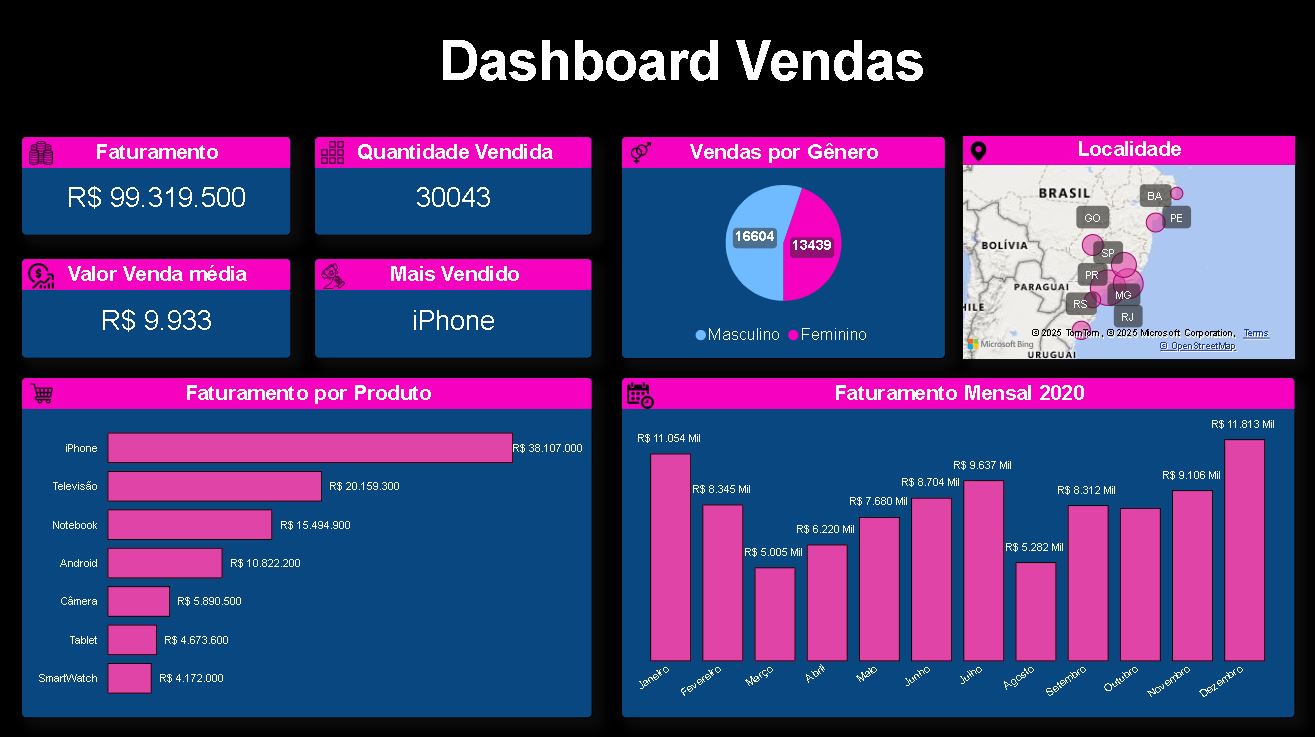 Dashboard Vendas
Faturamento
R$ 99.319.500
Quantidade Vendida
30043
Valor Venda média
R$ 9.933
Mais Vendido
iPhone
Vendas por Gênero
16604
13439
Masculino
Feminino
Localidade
BRASIL
BA
PE
GO
BOLÍVIA
SP
PR
PARAGUAI
MG
RS
HILE
RJ
© 2025 TomTom, © 2025 Microsoft Corporation, Terms
Microsoft Bing
© OpenStreetMap
URUGUAI
Faturamento por Produto
iPhone R$ 38.107.000
Televisão R$ 20.159.300
Notebook R$ 15.494.900
Android R$ 10.822.200
Câmera R$ 5.890.500
Tablet R$ 4.673.600
SmartWatch R$ 4.172.000
Faturamento Mensal 2020
R$ 11.054 Mil
R$ 8.345 Mil
R$ 5.005 Mil
R$ 6.220 Mil
R$ 7.680 Mil
R$ 8.704 Mil
R$ 9.637 Mil
R$ 5.282 Mil
R$ 8.312 Mil
R$ 9.106 Mil
R$ 11.813 Mil
Janeiro
Fevereiro
Março
Abril
Maio
Junho
Julho
Agosto
Setembro
Outubro
Novembro
Dezembro